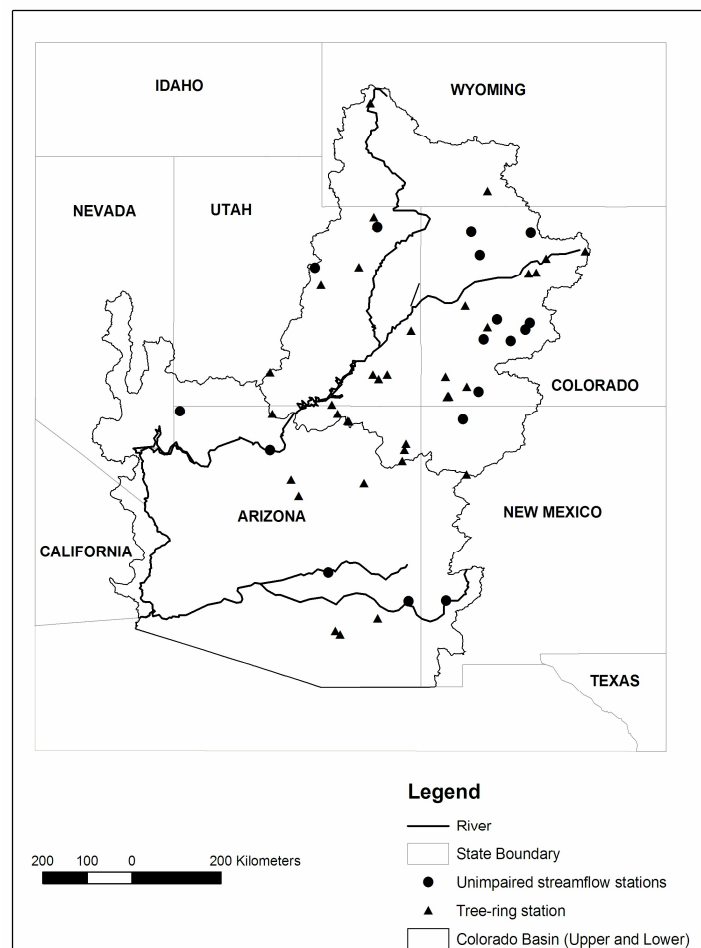 IDAHO
WYOMING
NEVADA
UTAH
COLORADO
NEW MEXICO
ARIZONA
CALIFORNIA
TEXAS
Legend
River
State Boundary
Unimpaired streamflow stations
Tree-ring station
Colorado Basin (Upper and Lower)
200 100 0 200 Kilometers